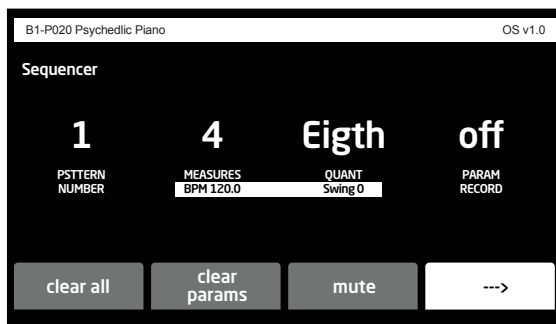 B1-P020 Psychedlic Piano OS v1.0
Sequencer
1 4 Eigth off
PSTTERN MEASURES QUANT PARAM
NUMBER BPM 120.0 Swing 0 RECORD
clear all clear params mute --->